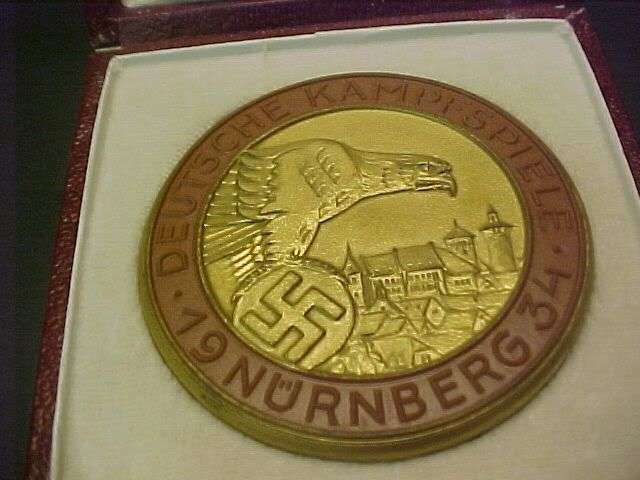 · DEUTSCHE KAMPFSPIELE ·
19 NÜRNBERG 34